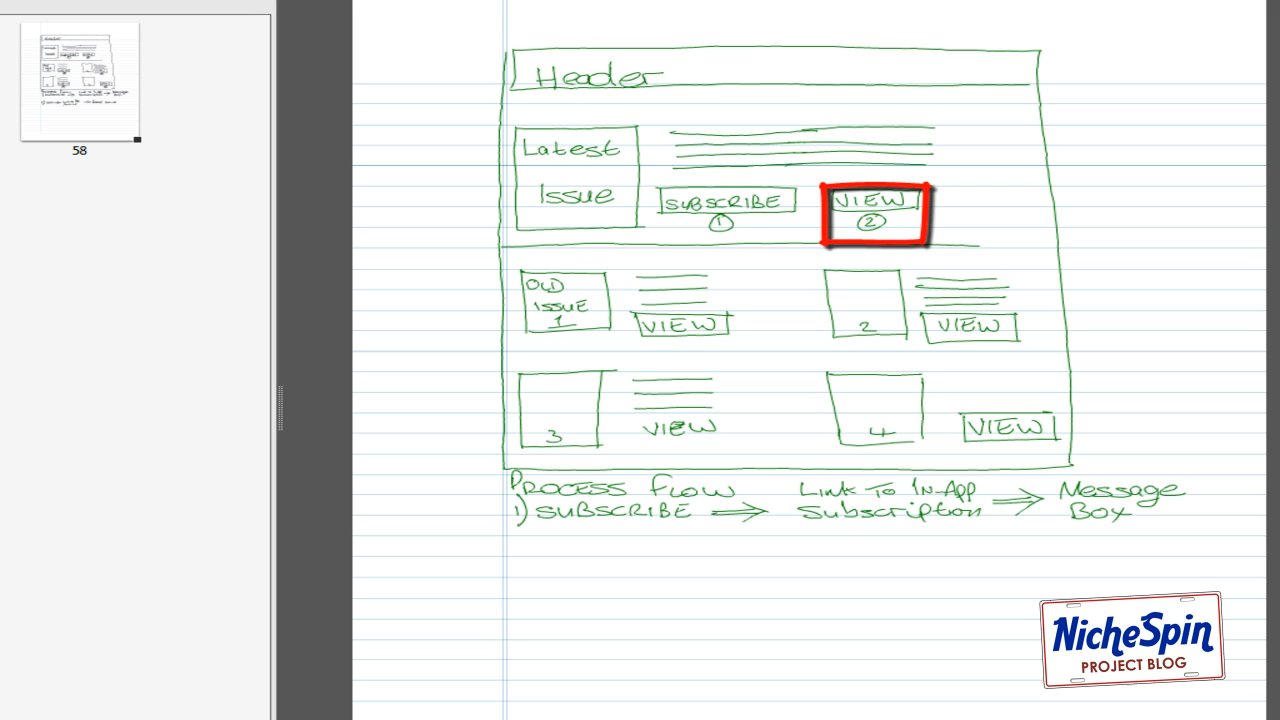 58
Header
Latest
Issue
SUBSCRIBE
1
VIEW
2
OLD
ISSUE
1
VIEW
2
VIEW
3
VIEW
4
VIEW
PROCESS FLOW
1) SUBSCRIBE ⇒ Link To In-App Subscription ⇒ Message Box
NicheSpin
PROJECT BLOG